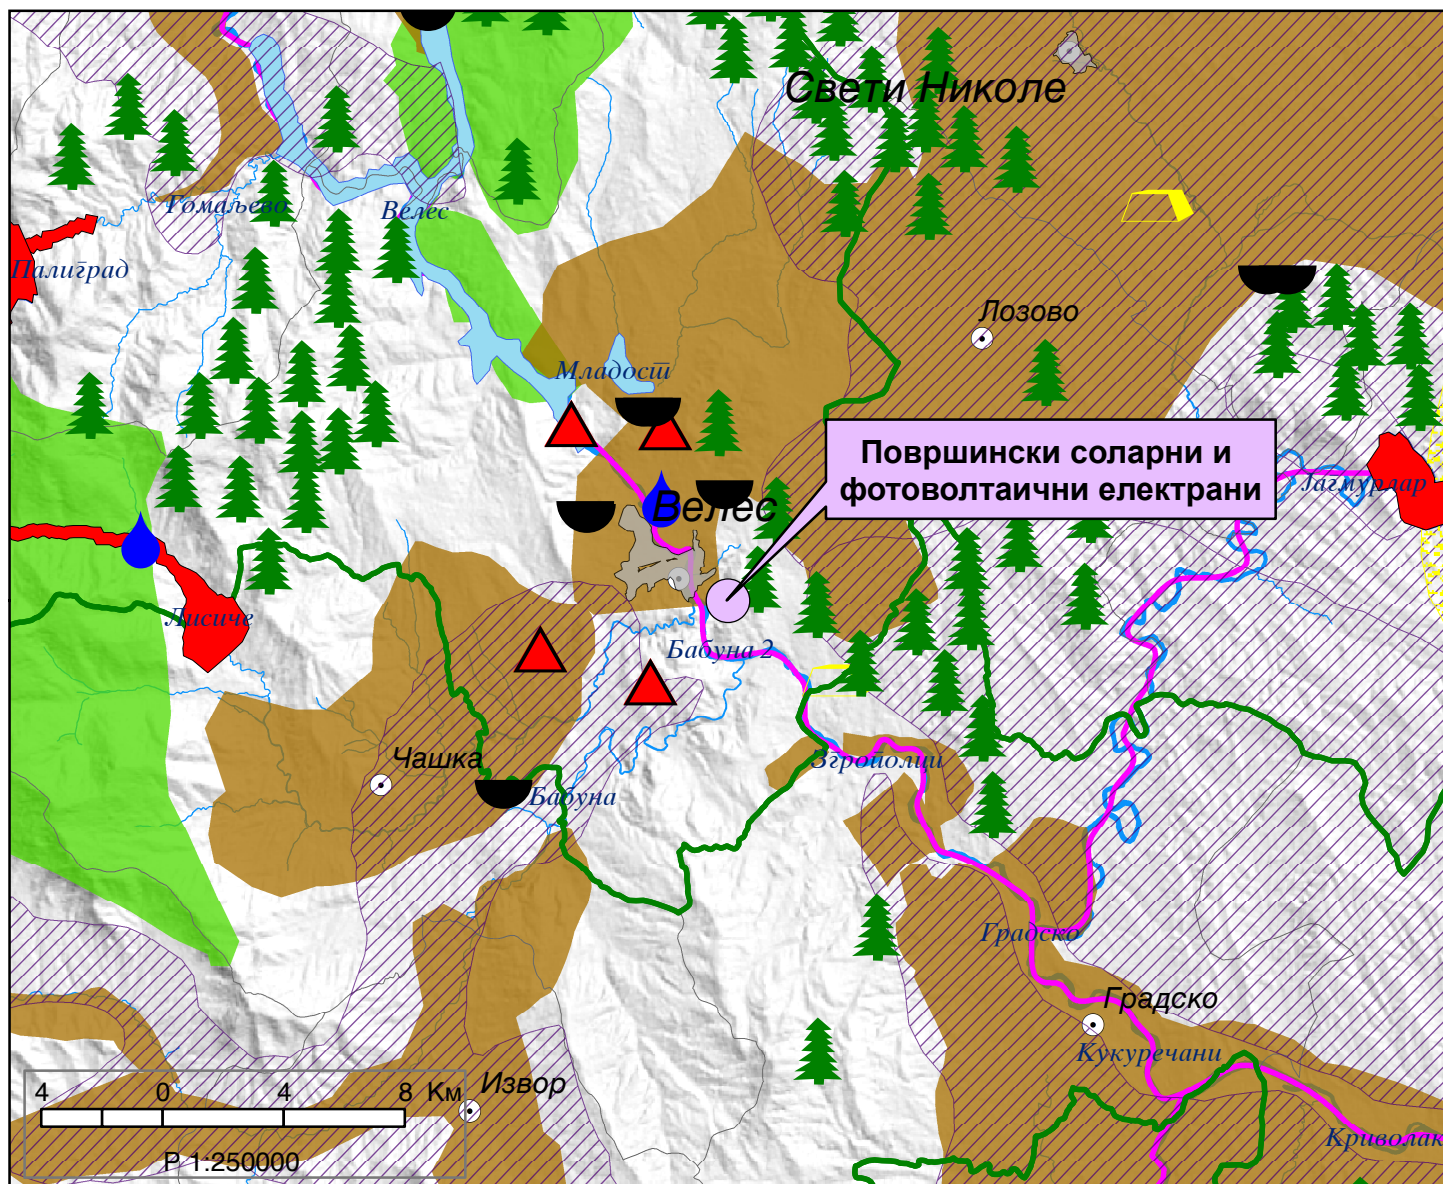 Свети Николе
Гомаљево
Велес
Палиград
Лозово
Младост
Површински соларни и
фотоволтаични електрани
Јагмурлар
Велес
Лисиче
Бабуна 2
Чашка
Згрополци
Бабуна
Градско
Градско
Кукуречани
4 0 4 8 Км
Извор
Р 1:250000
Криволак